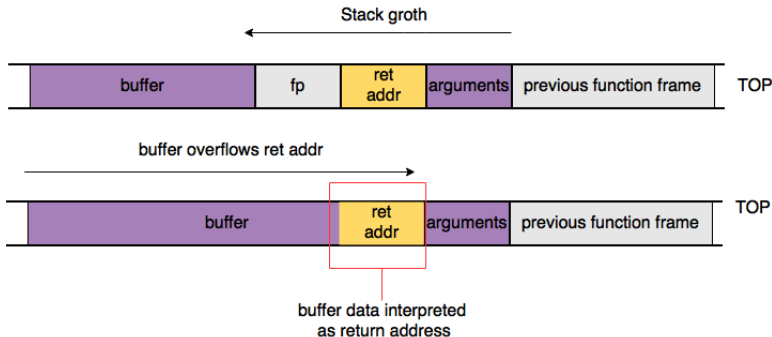 Stack groth
buffer
fp
ret
addr
arguments
previous function frame
TOP
buffer overflows ret addr
buffer
ret
addr
arguments
previous function frame
TOP
buffer data interpreted
as return address